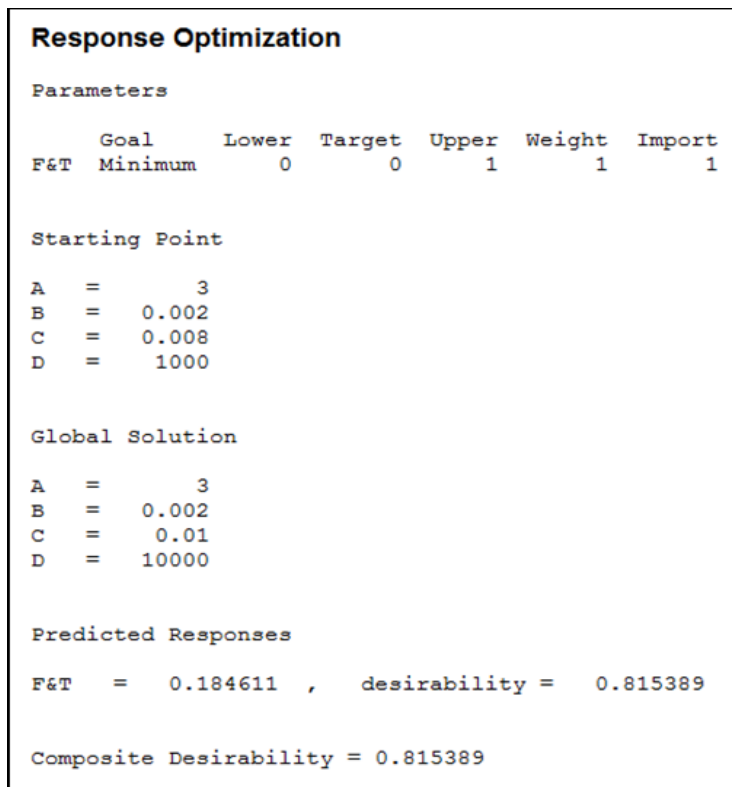 Response Optimization
Parameters
Goal Lower Target Upper Weight Import
F&T Minimum 0 0 1 1 1
Starting Point
A = 3
B = 0.002
C = 0.008
D = 1000
Global Solution
A = 3
B = 0.002
C = 0.01
D = 10000
Predicted Responses
F&T = 0.184611 , desirability = 0.815389
Composite Desirability = 0.815389